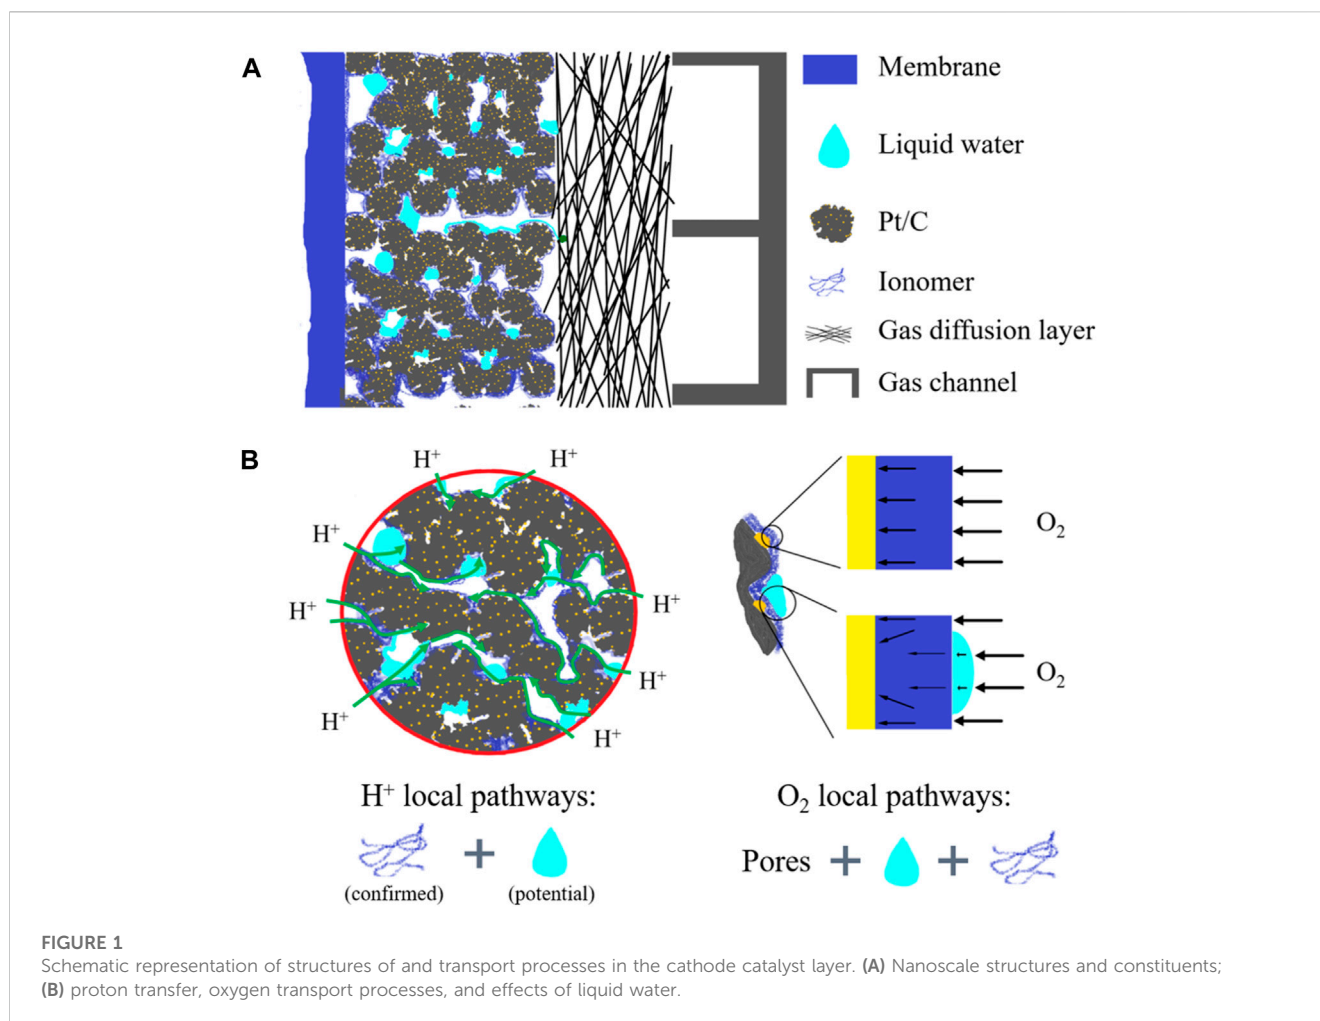 A
Membrane
Liquid water
Pt/C
Ionomer
Gas diffusion layer
Gas channel
B
H⁺
H⁺
H⁺
H⁺
H⁺
H⁺
H⁺
H⁺
O₂
O₂
H⁺ local pathways:
+
(confirmed) (potential)
O₂ local pathways:
Pores + +
FIGURE 1
Schematic representation of structures of and transport processes in the cathode catalyst layer. (A) Nanoscale structures and constituents;
(B) proton transfer, oxygen transport processes, and effects of liquid water.